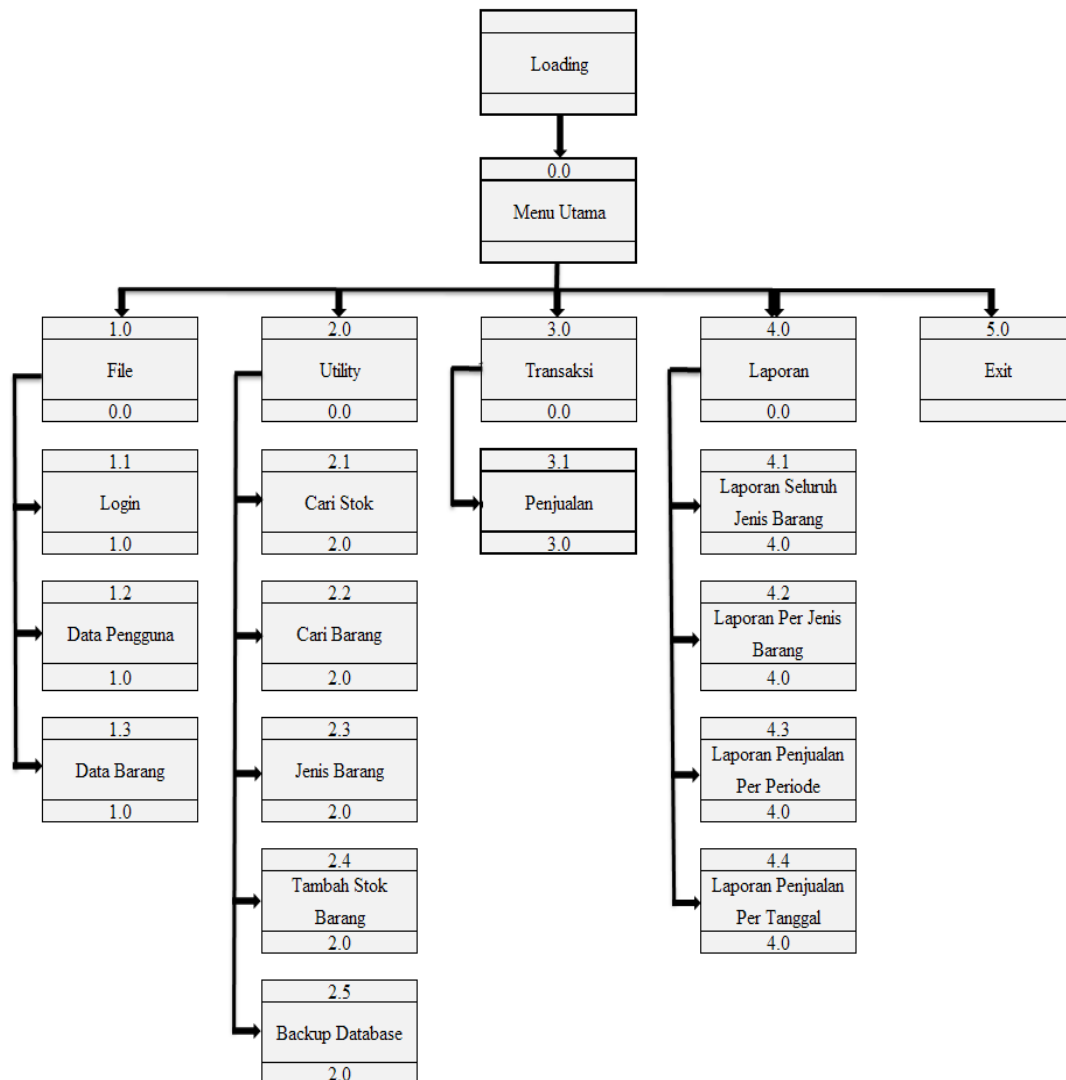 Loading
0.0
Menu Utama
1.0
File
0.0
2.0
Utility
0.0
3.0
Transaksi
0.0
4.0
Laporan
0.0
5.0
Exit
1.1
Login
1.0
1.2
Data Pengguna
1.0
1.3
Data Barang
1.0
2.1
Cari Stok
2.0
2.2
Cari Barang
2.0
2.3
Jenis Barang
2.0
2.4
Tambah Stok
Barang
2.0
2.5
Backup Database
2.0
3.1
Penjualan
3.0
4.1
Laporan Seluruh
Jenis Barang
4.0
4.2
Laporan Per Jenis
Barang
4.0
4.3
Laporan Penjualan
Per Periode
4.0
4.4
Laporan Penjualan
Per Tanggal
4.0